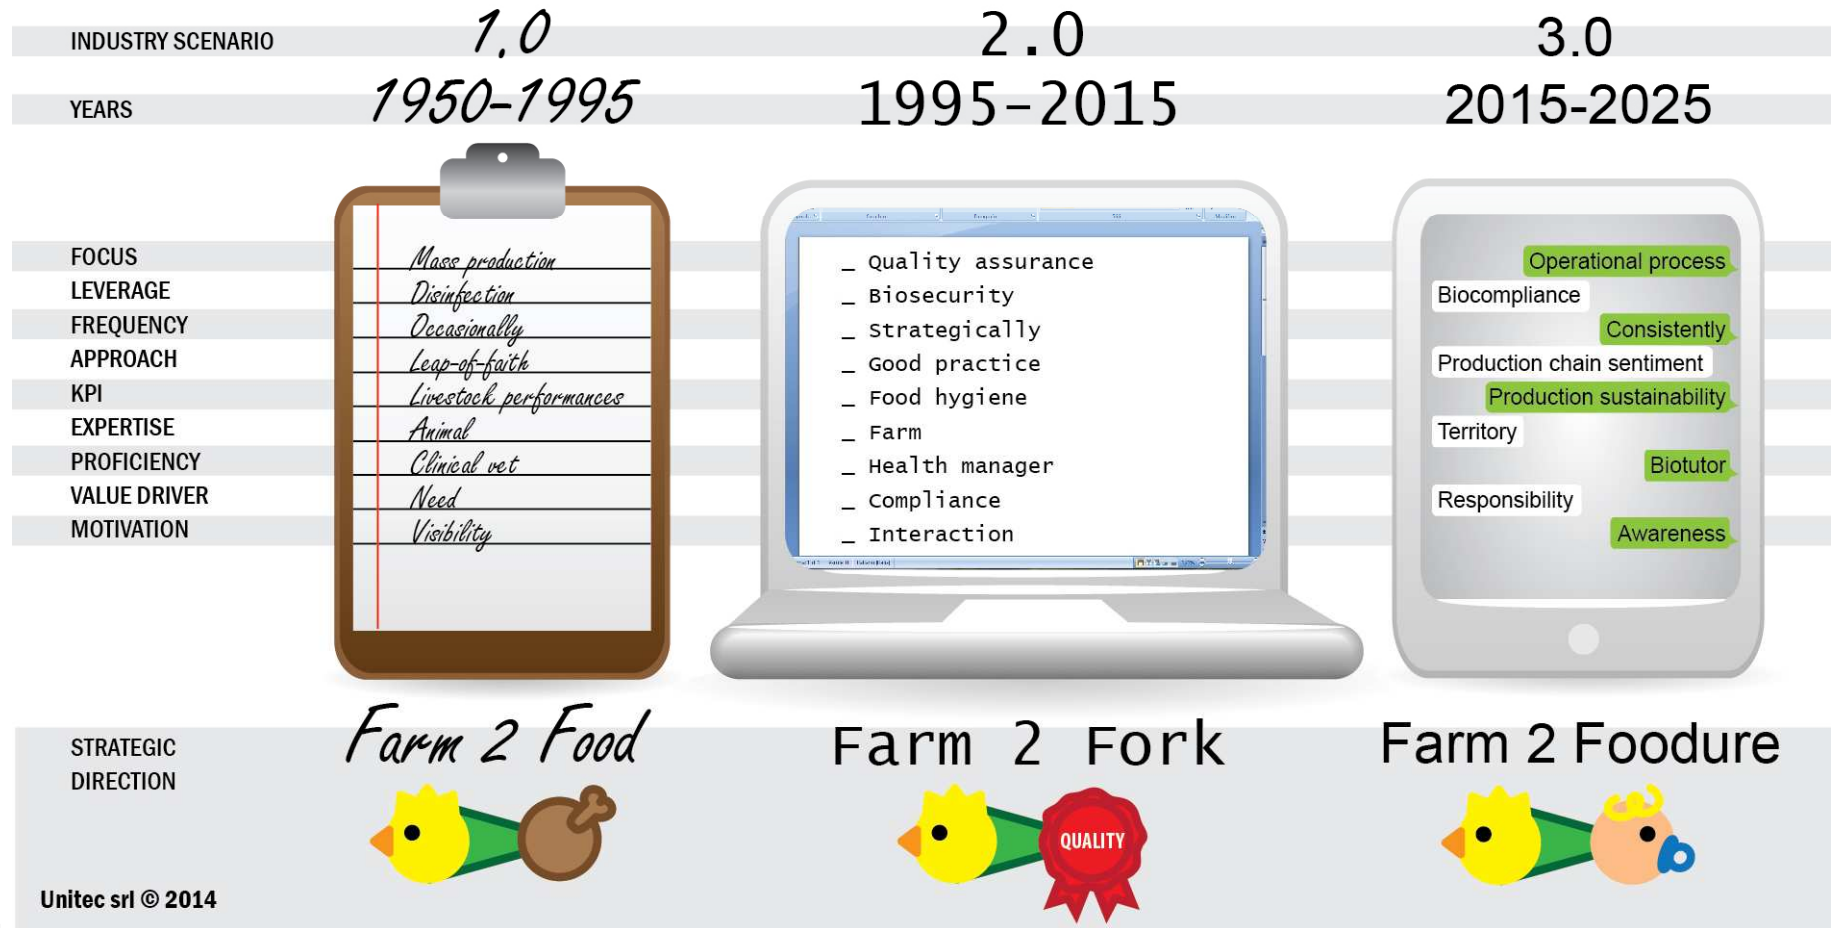 INDUSTRY SCENARIO 1.0 2.0 3.0
YEARS 1950-1995 1995-2015 2015-2025
FOCUS Mass production _ Quality assurance Operational process
LEVERAGE Disinfection _ Biosecurity Biocompliance
FREQUENCY Occasionally _ Strategically Consistently
APPROACH Leap-of-faith _ Good practice Production chain sentiment
KPI Livestock performances _ Food hygiene Production sustainability
EXPERTISE Animal _ Farm Territory
PROFICIENCY Clinical vet _ Health manager Biotutor
VALUE DRIVER Need _ Compliance Responsibility
MOTIVATION Visibility _ Interaction Awareness
STRATEGIC Farm 2 Food Farm 2 Fork Farm 2 Foodure
DIRECTION
QUALITY
Unitec srl © 2014